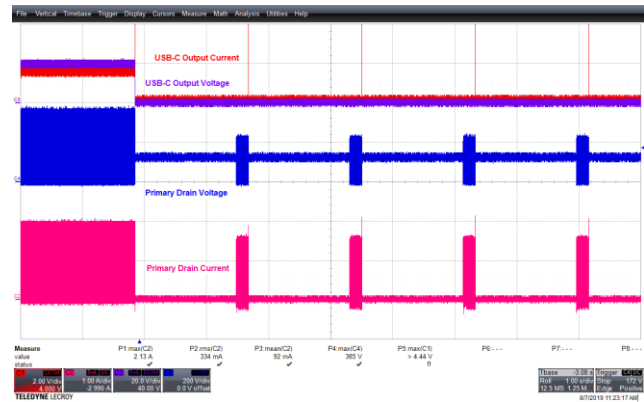 File Vertical Timebase Trigger Display Cursors Measure Math Analysis Utilities Help
USB-C Output Current
USB-C Output Voltage
Primary Drain Voltage
Primary Drain Current
Measure P1:max(C2) P2:rms(C2) P3:mean(C2) P4:max(C4) P5:max(C1) P6:- - - P7:- - - P8:- - -
value 2.13 A 334 mA 92 mA 385 V > 4.44 V
status
2.00 V/div 1.00 A/div 20.0 V/div 200 V/div
4.000 V -2.990 A 40.00 V 0.0 V offset
Tbase -3.08 s Trigger
Roll 1.00 s/div Stop 172 V
12.5 MS 1.25 M Edge Positive
TELEDYNE LECROY 8/7/2019 11:23:17 AM